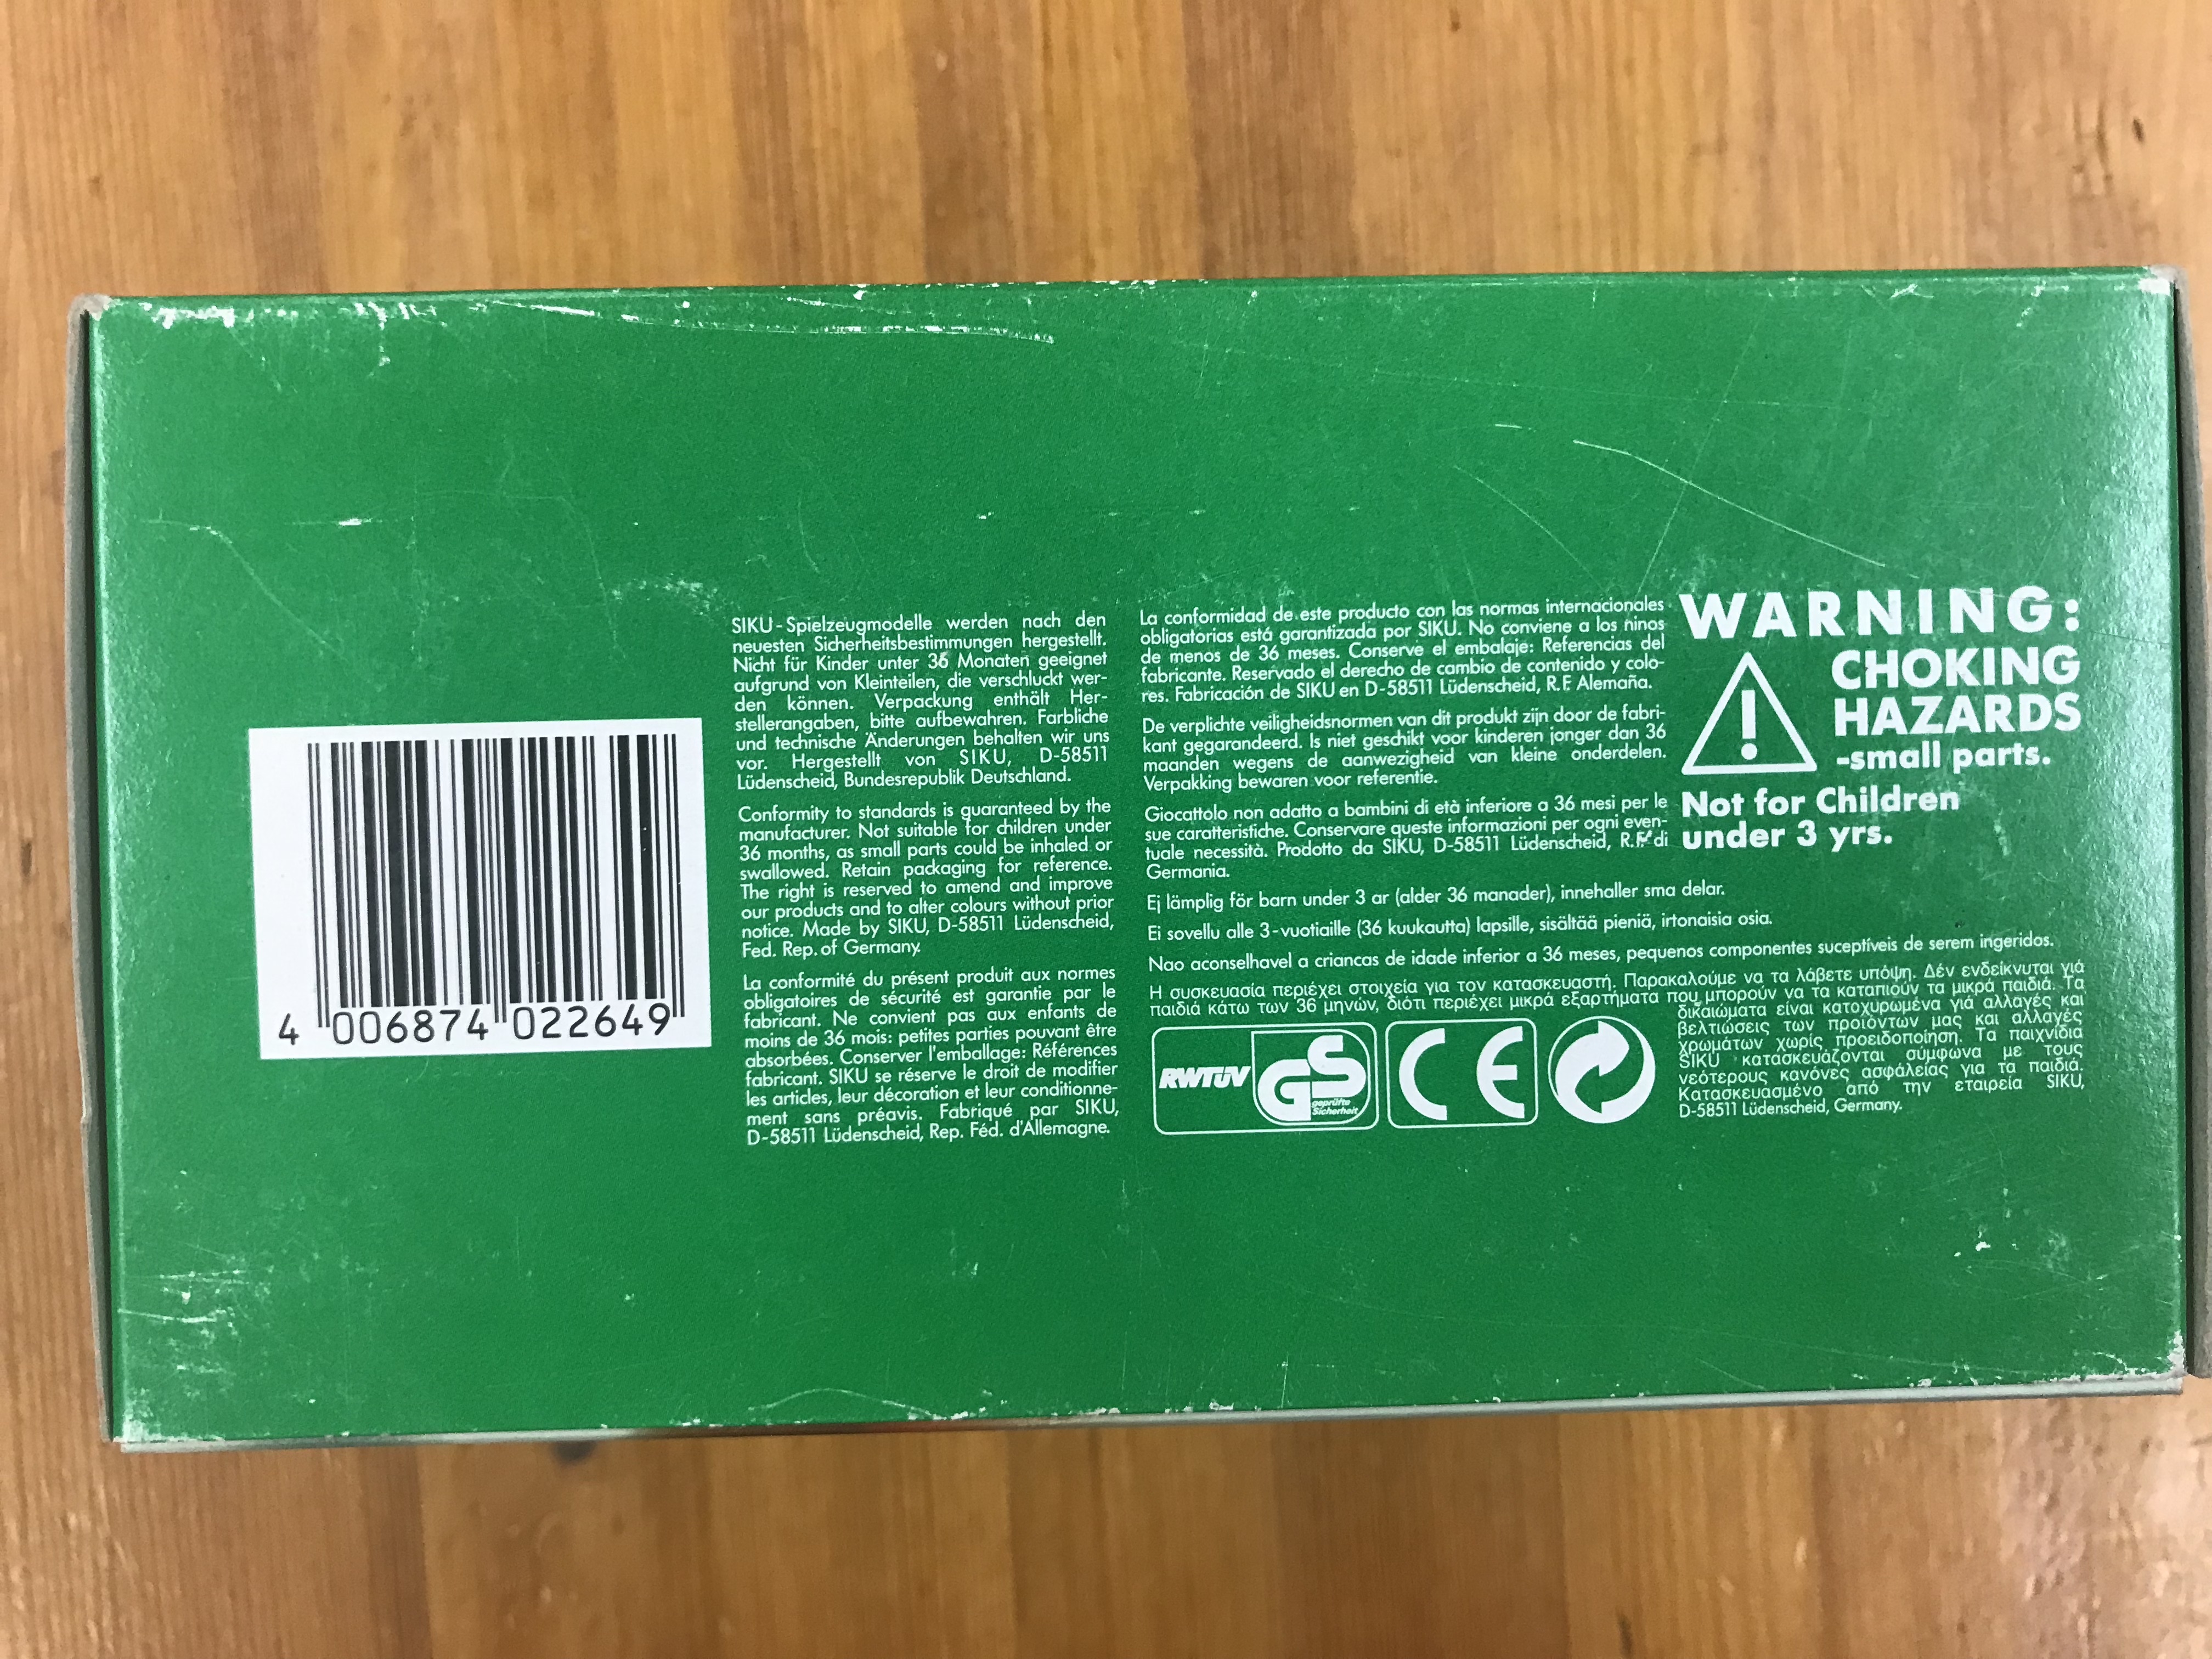 4 006874 022649
SIKU-Spielzeugmodelle werden nach den
neuesten Sicherheitsbestimmungen hergestellt.
Nicht für Kinder unter 36 Monaten geeignet
aufgrund von Kleinteilen, die verschluckt wer-
den können. Verpackung enthält Her-
stellerangaben, bitte aufbewahren. Farbliche
und technische Änderungen behalten wir uns
vor. Hergestellt von SIKU, D-58511
Lüdenscheid, Bundesrepublik Deutschland.
Conformity to standards is guaranteed by the
manufacturer. Not suitable for children under
36 months, as small parts could be inhaled or
swallowed. Retain packaging for reference.
The right is reserved to amend and improve
our products and to alter colours without prior
notice. Made by SIKU, D-58511 Lüdenscheid,
Fed. Rep. of Germany.
La conformité du présent produit aux normes
obligatoires de sécurité est garantie par le
fabricant. Ne convient pas aux enfants de
moins de 36 mois: petites parties pouvant être
absorbées. Conserver l'emballage: Références
fabricant. SIKU se réserve le droit de modifier
les articles, leur décoration et leur conditionne-
ment sans préavis. Fabriqué par SIKU,
D-58511 Lüdenscheid, Rep. Féd. d'Allemagne.
La conformidad de este producto con las normas internacionales
obligatorias está garantizada por SIKU. No conviene a los ninos
de menos de 36 meses. Conserve el embalaje: Referencias del
fabricante. Reservado el derecho de cambio de contenido y colo-
res. Fabricación de SIKU en D-58511 Lüdenscheid, R.F. Alemaña.
De verplichte veiligheidsnormen van dit produkt zijn door de fabri-
kant gegarandeerd. Is niet geschikt voor kinderen jonger dan 36
maanden wegens de aanwezigheid van kleine onderdelen.
Verpakking bewaren voor referentie.
Giocattolo non adatto a bambini di età inferiore a 36 mesi per le
sue caratteristiche. Conservare queste informazioni per ogni even-
tuale necessità. Prodotto da SIKU, D-58511 Lüdenscheid, R.F. di
Germania.
Ej lämplig för barn under 3 ar (alder 36 manader), innehaller sma delar.
Ei sovellu alle 3-vuotiaille (36 kuukautta) lapsille, sisältää pieniä, irtonaisia osia.
Nao aconselhavel a criancas de idade inferior a 36 meses, pequenos componentes suceptíveis de serem ingeridos.
Η συσκευασία περιέχει στοιχεία για τον κατασκευαστή. Παρακαλούμε να τα λάβετε υπόψη. Δέν ενδείκνυται γιά
παιδιά κάτω των 36 μηνών, διότι περιέχει μικρά εξαρτήματα που μπορούν να τα καταπιούν τα μικρά παιδιά. Τα
δικαιώματα είναι κατοχυρωμένα γιά αλλαγές και
βελτιώσεις των προϊόντων μας και αλλαγές
χρωμάτων χωρίς προειδοποίηση. Τα παιχνίδια
SIKU κατασκευάζονται σύμφωνα με τους
νεότερους κανόνες ασφάλειας για τα παιδιά.
Κατασκευασμένο από την εταιρεία SIKU,
D-58511 Lüdenscheid, Germany.
RWTÜV GS
geprüfte
Sicherheit
CE
WARNING:
CHOKING
HAZARDS
-small parts.
Not for Children
under 3 yrs.